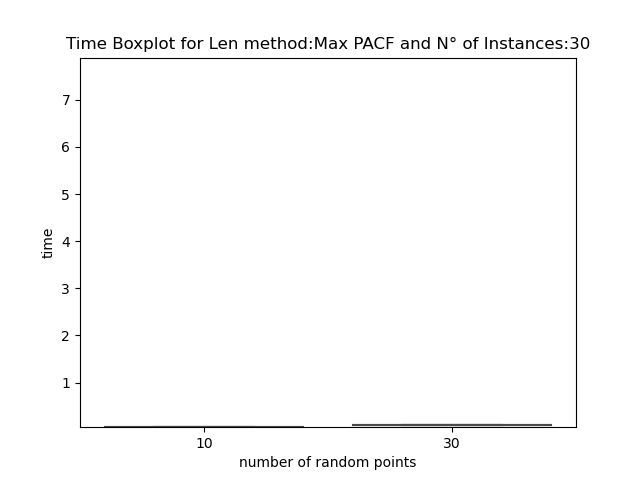 Time Boxplot for Len method:Max PACF and N° of Instances:30
7
6
5
4
3
2
1
time
10 30
number of random points